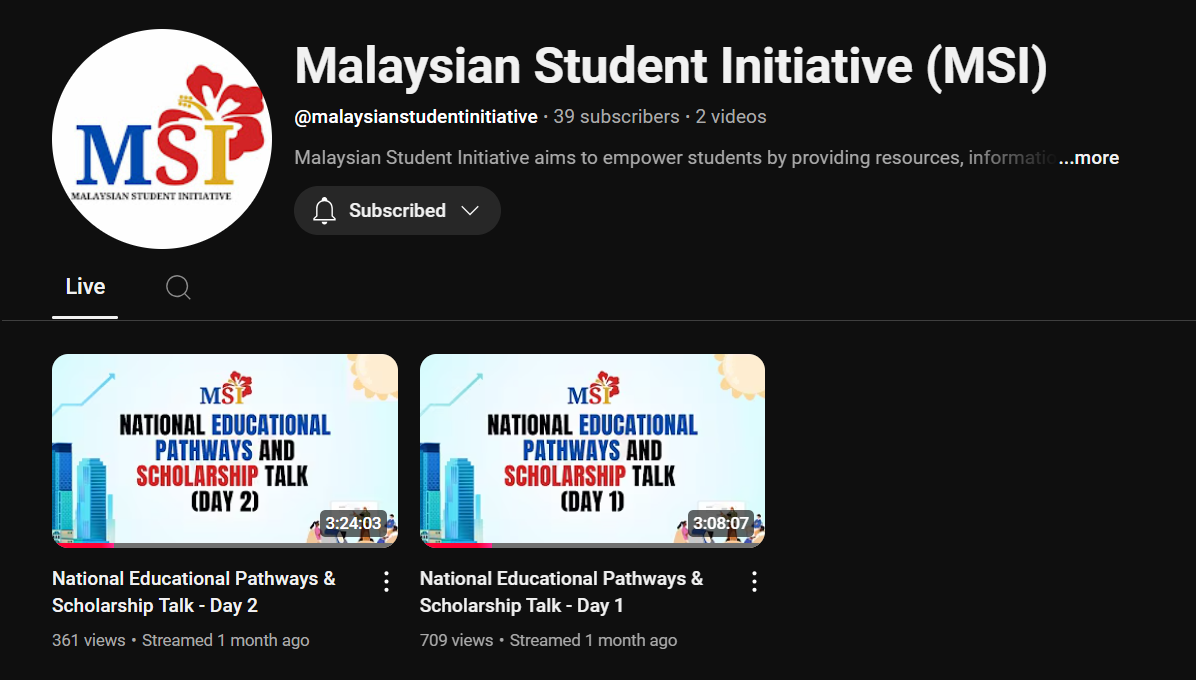 MSI
MALAYSIAN STUDENT INITIATIVE
Malaysian Student Initiative (MSI)
@malaysianstudentinitiative · 39 subscribers · 2 videos
Malaysian Student Initiative aims to empower students by providing resources, informatio ...more
Subscribed
Live
MSI
NATIONAL EDUCATIONAL
PATHWAYS AND
SCHOLARSHIP TALK
(DAY 2)
3:24:03
National Educational Pathways &
Scholarship Talk - Day 2
361 views • Streamed 1 month ago
MSI
NATIONAL EDUCATIONAL
PATHWAYS AND
SCHOLARSHIP TALK
(DAY 1)
3:08:07
National Educational Pathways &
Scholarship Talk - Day 1
709 views • Streamed 1 month ago